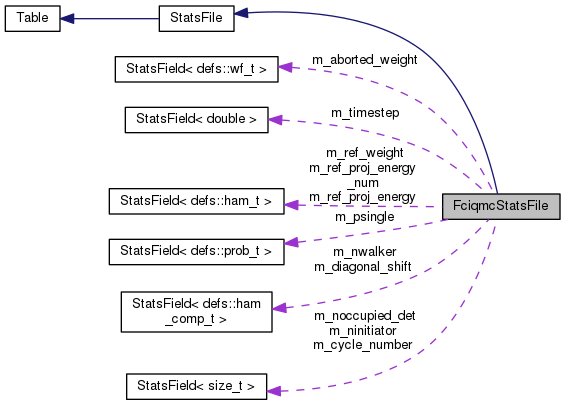 Table
StatsFile
m_aborted_weight
StatsField< defs::wf_t >
m_timestep
StatsField< double >
m_ref_weight
m_ref_proj_energy
_num
m_ref_proj_energy
StatsField< defs::ham_t >
FciqmcStatsFile
m_psingle
StatsField< defs::prob_t >
m_nwalker
m_diagonal_shift
StatsField< defs::ham
_comp_t >
m_noccupied_det
m_ninitiator
m_cycle_number
StatsField< size_t >